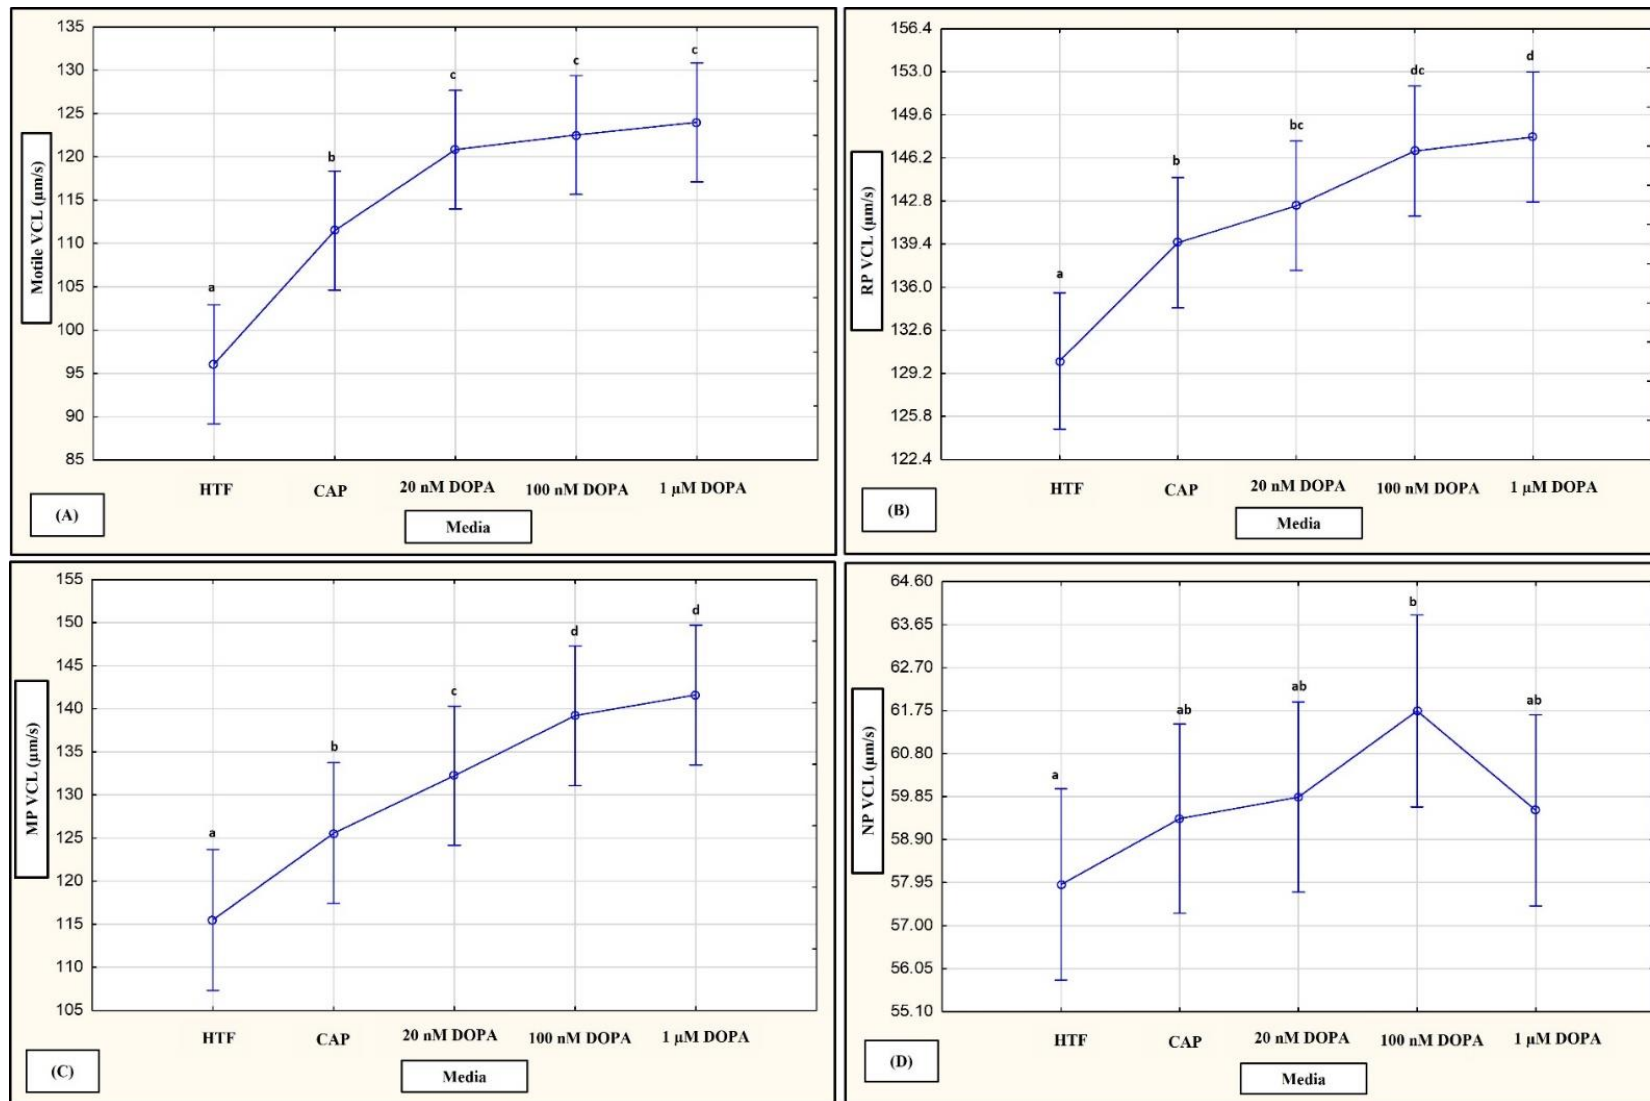 135
130
125
120
115
110
105
100
95
90
85
Motile VCL (µm/s)
a
b
c
c
c
HTF
CAP
20 nM DOPA
100 nM DOPA
1 µM DOPA
(A)
Media
156.4
153.0
149.6
146.2
142.8
139.4
136.0
132.6
129.2
125.8
122.4
RP VCL (µm/s)
a
b
bc
dc
d
HTF
CAP
20 nM DOPA
100 nM DOPA
1 µM DOPA
(B)
Media
155
150
145
140
135
130
125
120
115
110
105
MP VCL (µm/s)
a
b
c
d
d
HTF
CAP
20 nM DOPA
100 nM DOPA
1 µM DOPA
(C)
Media
64.60
63.65
62.70
61.75
60.80
59.85
58.90
57.95
57.00
56.05
55.10
NP VCL (µm/s)
a
ab
ab
b
ab
HTF
CAP
20 nM DOPA
100 nM DOPA
1 µM DOPA
(D)
Media